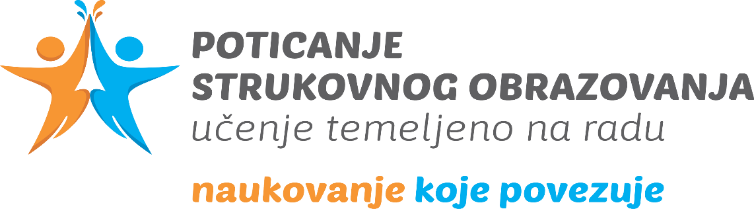 POTICANJE
STRUKOVNOG OBRAZOVANJA
učenje temeljeno na radu
naukovanje koje povezuje